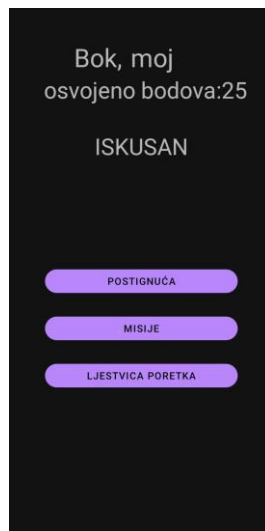 Bok, moj
osvojeno bodova:25
ISKUSAN
POSTIGNUĆA
MISIJE
LJESTVICA PORETKA